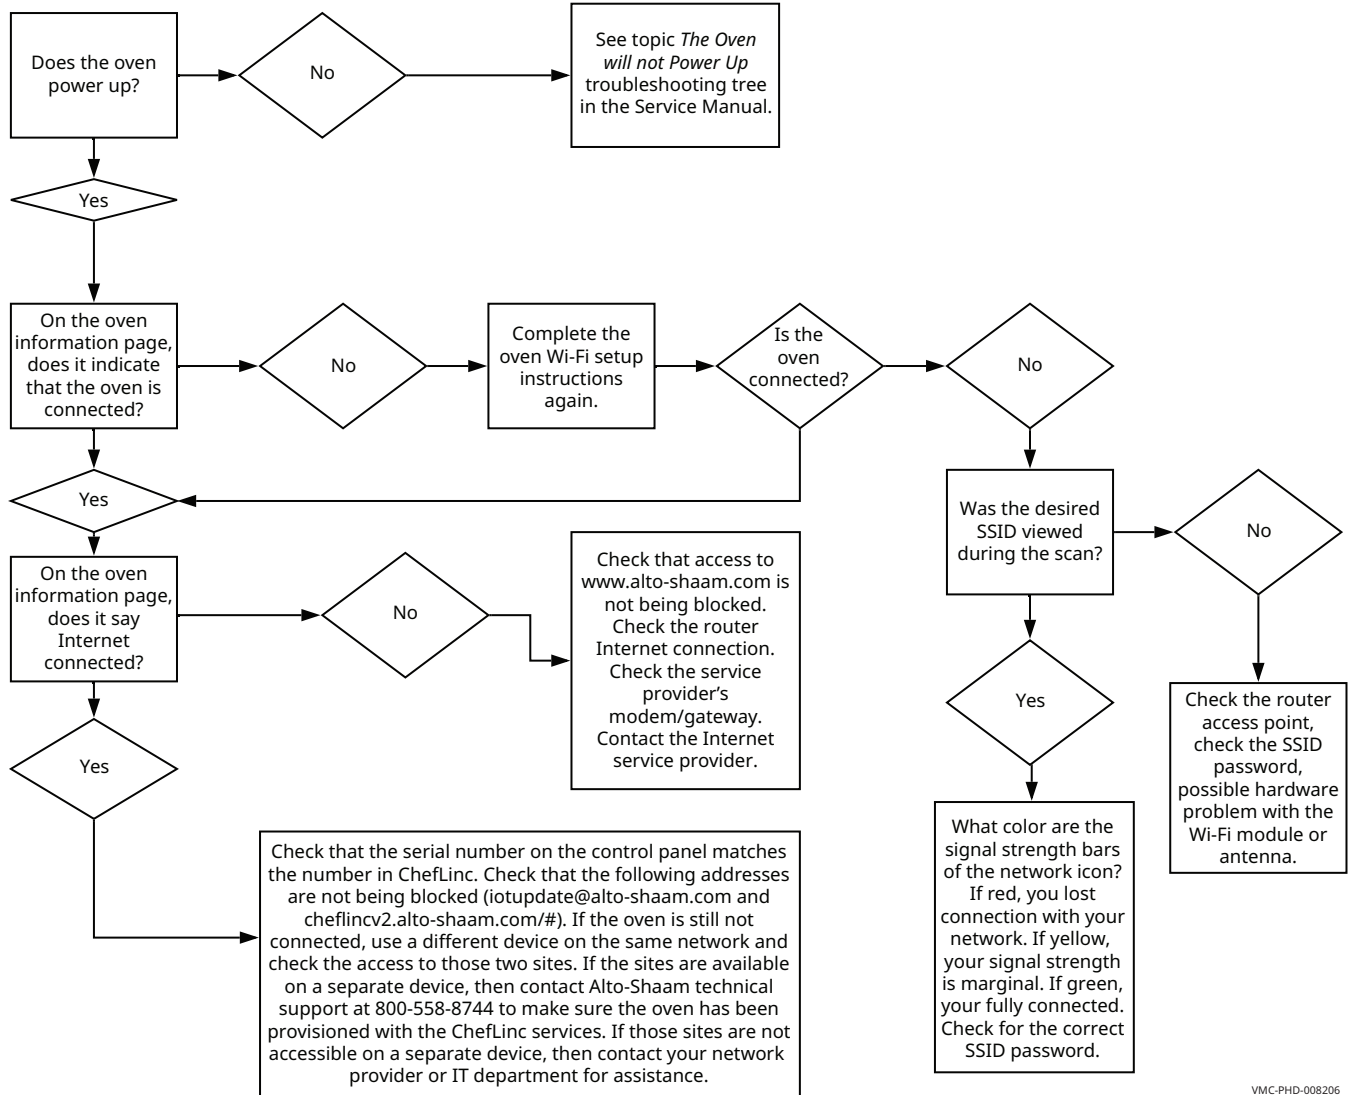 Does the oven
power up?
No
See topic The Oven
will not Power Up
troubleshooting tree
in the Service Manual.
Yes
On the oven
information page,
does it indicate
that the oven is
connected?
No
Complete the
oven Wi-Fi setup
instructions
again.
Is the
oven
connected?
No
Yes
Was the desired
SSID viewed
during the scan?
No
On the oven
information page,
does it say
Internet
connected?
No
Check that access to
www.alto-shaam.com is
not being blocked.
Check the router
Internet connection.
Check the service
provider’s
modem/gateway.
Contact the Internet
service provider.
Yes
Check the router
access point,
check the SSID
password,
possible hardware
problem with the
Wi-Fi module or
antenna.
Yes
What color are the
signal strength bars
of the network icon?
If red, you lost
connection with your
network. If yellow,
your signal strength
is marginal. If green,
your fully connected.
Check for the correct
SSID password.
Check that the serial number on the control panel matches
the number in ChefLinc. Check that the following addresses
are not being blocked (iotupdate@alto-shaam.com and
cheflincv2.alto-shaam.com/#). If the oven is still not
connected, use a different device on the same network and
check the access to those two sites. If the sites are available
on a separate device, then contact Alto-Shaam technical
support at 800-558-8744 to make sure the oven has been
provisioned with the ChefLinc services. If those sites are not
accessible on a separate device, then contact your network
provider or IT department for assistance.
VMC-PHD-008206